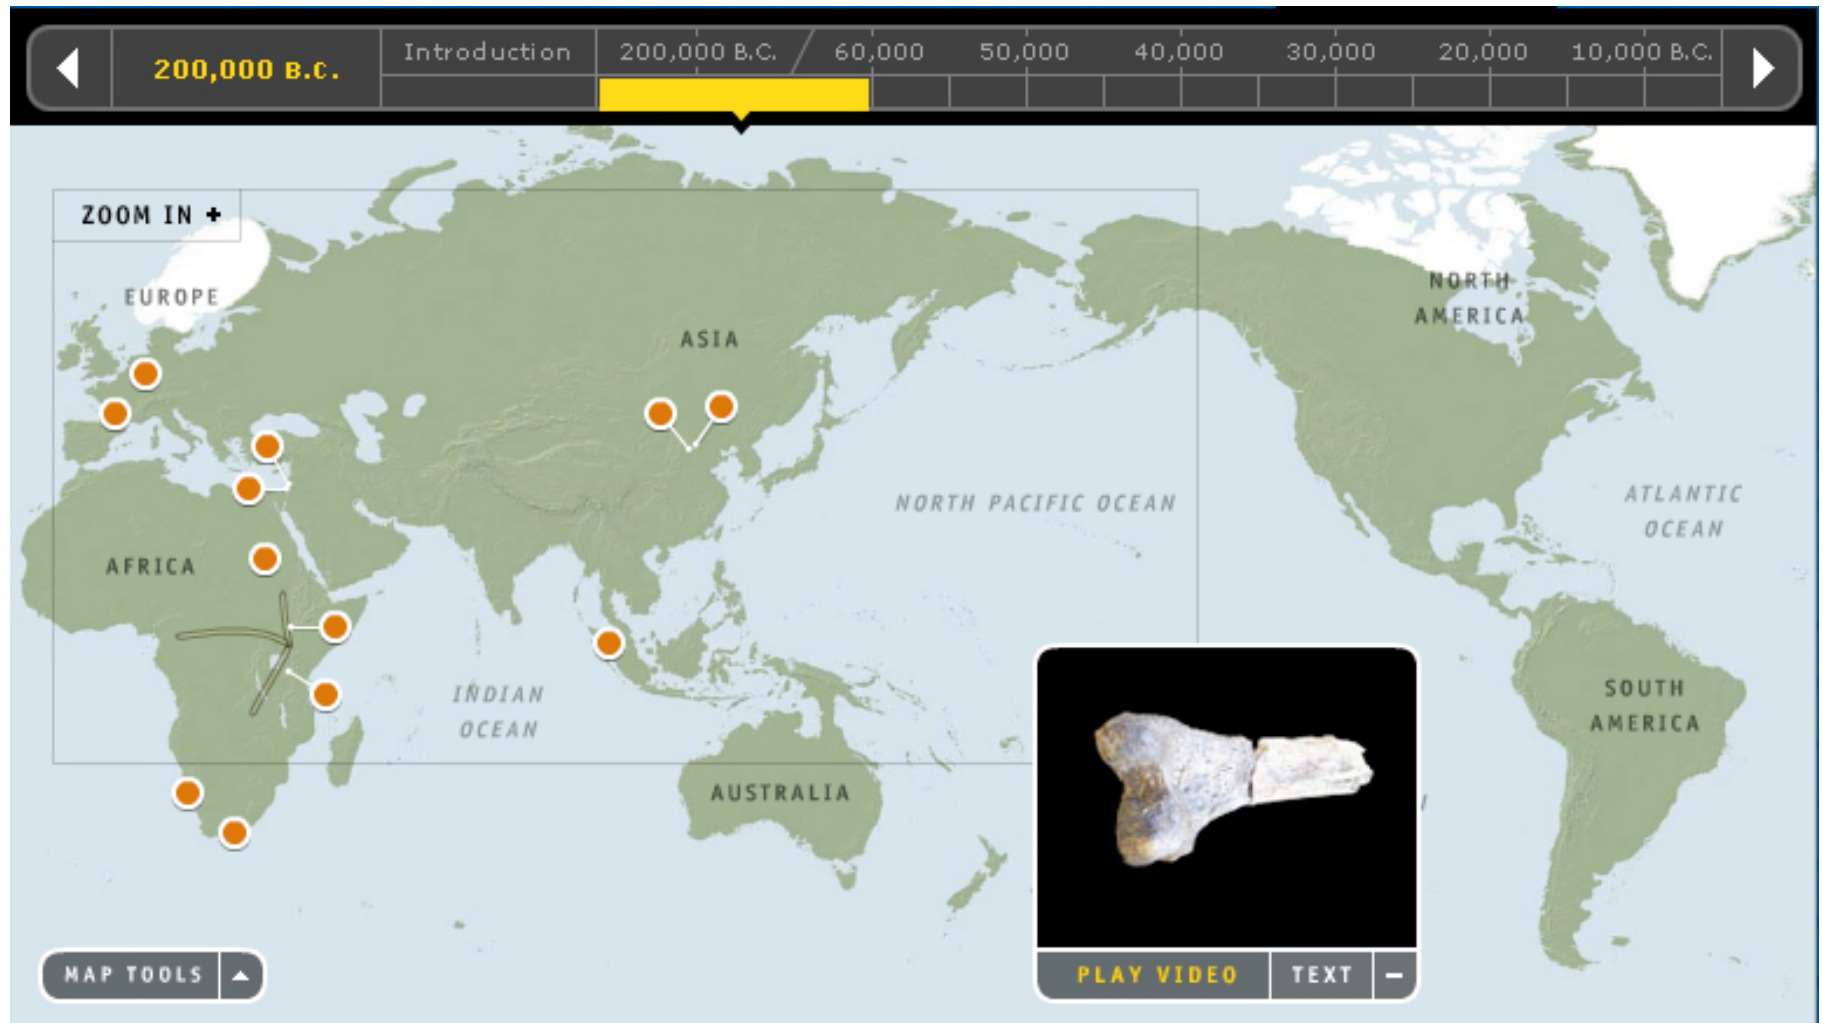 200,000 B.C.
Introduction
200,000 B.C.
60,000
50,000
40,000
30,000
20,000
10,000 B.C.
ZOOM IN +
EUROPE
ASIA
NORTH
AMERICA
NORTH PACIFIC OCEAN
ATLANTIC
OCEAN
AFRICA
INDIAN
OCEAN
SOUTH
AMERICA
AUSTRALIA
MAP TOOLS
PLAY VIDEO
TEXT